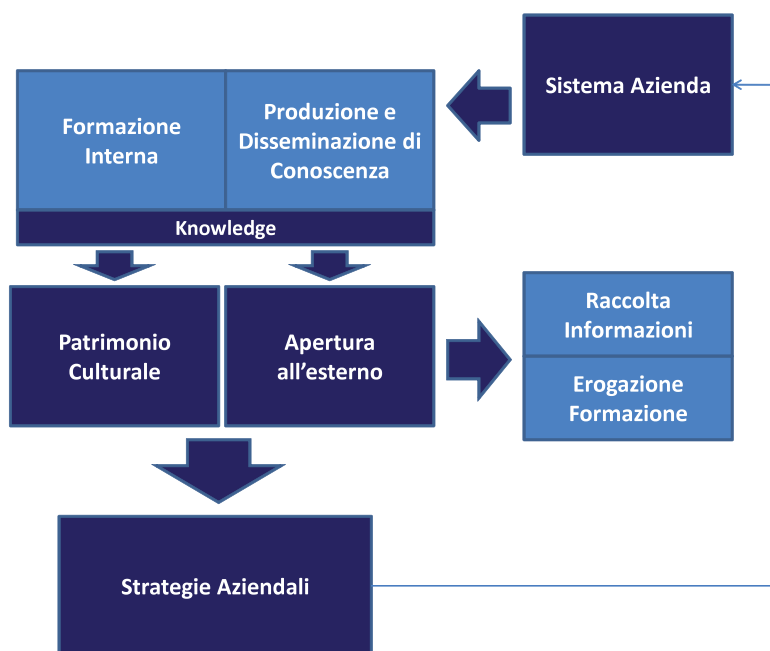 Sistema Azienda
Formazione
Interna
Produzione e
Disseminazione di
Conoscenza
Knowledge
Patrimonio
Culturale
Apertura
all’esterno
Raccolta
Informazioni
Erogazione
Formazione
Strategie Aziendali